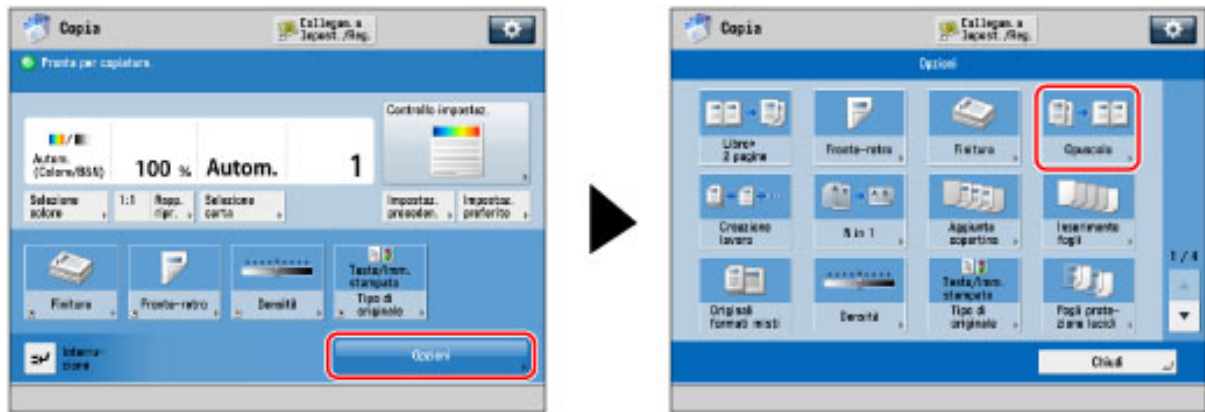 Copia
Collegam. a
Impost./Reg.
Pronta per copiatura.
Controllo impostaz.
Autom.
(Colore/B&N)
100 %
Autom.
1
Selezione
colore
1:1
Rapp.
ripr.
Selezione
carta
Impostaz.
preceden.
Impostaz.
preferite
Finitura
Fronte-retro
Densità
Testo/Imm.
stampata
Tipo di
originale
Interru-
zione
Opzioni
Copia
Collegam. a
Impost./Reg.
Opzioni
Libro►
2 pagine
Fronte-retro
Finitura
Opuscolo
Creazione
lavoro
N in 1
Aggiunta
copertina
Inserimento
fogli
Originali
formati misti
Densità
Testo/Imm.
stampata
Tipo di
originale
Fogli prote-
zione lucidi
1/4
Chiudi